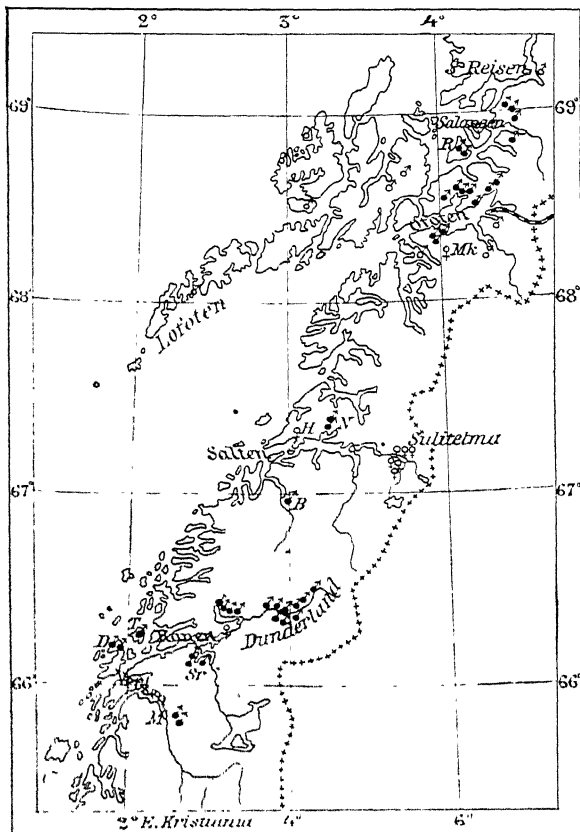 2° 3° 4°
Reisen
69° 69°
Salangen
R
Ofoten
Mk
68° 68°
Lofoten
H V
Sulitelma
Salten
67° 67°
B
Dunderland
T
D Ranen
Sr
66° 66°
M
2° E. Kristiania 4° 6°